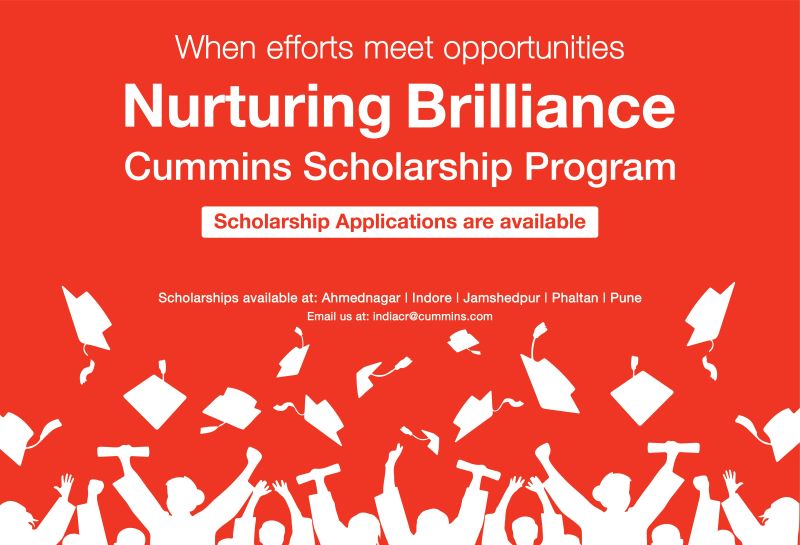 When efforts meet opportunities
Nurturing Brilliance
Cummins Scholarship Program
Scholarship Applications are available
Scholarships available at: Ahmednagar | Indore | Jamshedpur | Phaltan | Pune
Email us at: indiacr@cummins.com